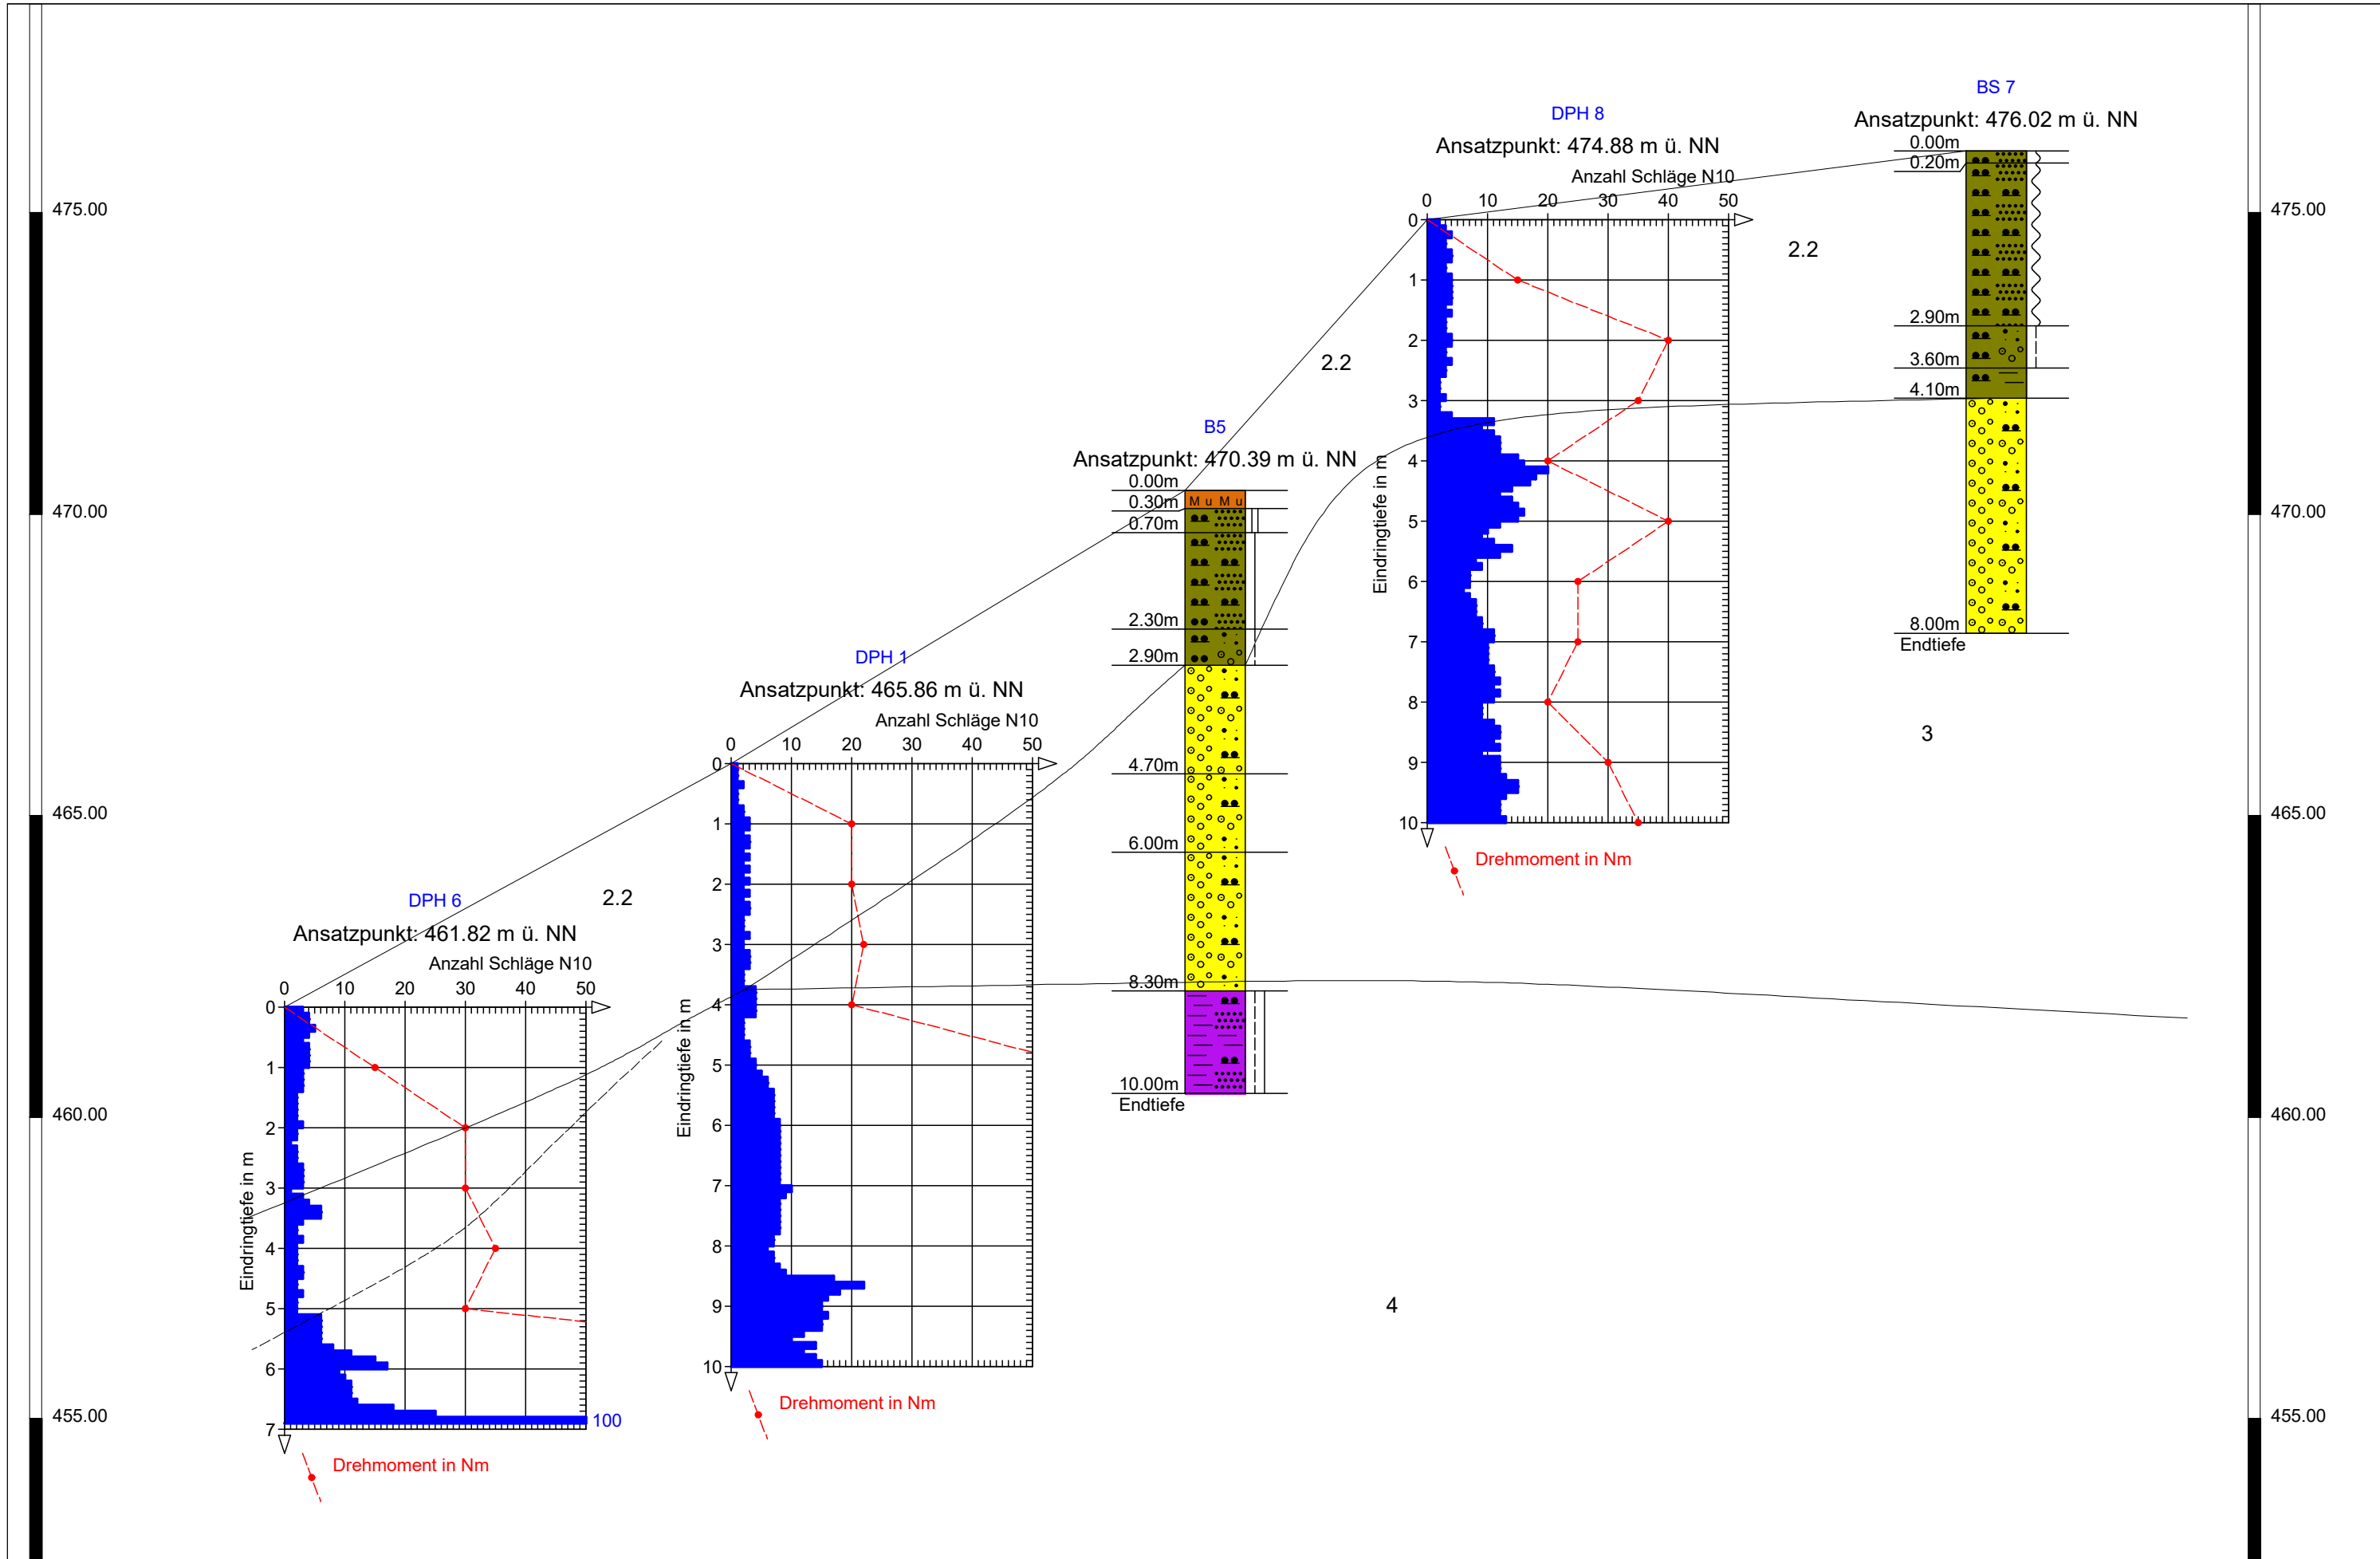 BS 7
Ansatzpunkt: 476.02 m ü. NN
0.00m
0.20m
2.90m
3.60m
4.10m
8.00m
Endtiefe
DPH 8
Ansatzpunkt: 474.88 m ü. NN
Anzahl Schläge N10
0 10 20 30 40 50
0
1
2
3
4
5
6
7
8
9
10
Eindringtiefe in m
Drehmoment in Nm
475.00
470.00
465.00
460.00
455.00
475.00
470.00
465.00
460.00
455.00
2.2
2.2
B5
Ansatzpunkt: 470.39 m ü. NN
0.00m
0.30m
0.70m
2.30m
2.90m
4.70m
6.00m
8.30m
10.00m
Endtiefe
M u M u
DPH 1
Ansatzpunkt: 465.86 m ü. NN
Anzahl Schläge N10
0 10 20 30 40 50
0
1
2
3
4
5
6
7
8
9
10
Eindringtiefe in m
Drehmoment in Nm
3
2.2
DPH 6
Ansatzpunkt: 461.82 m ü. NN
Anzahl Schläge N10
0 10 20 30 40 50
0
1
2
3
4
5
6
7
Eindringtiefe in m
100
Drehmoment in Nm
4